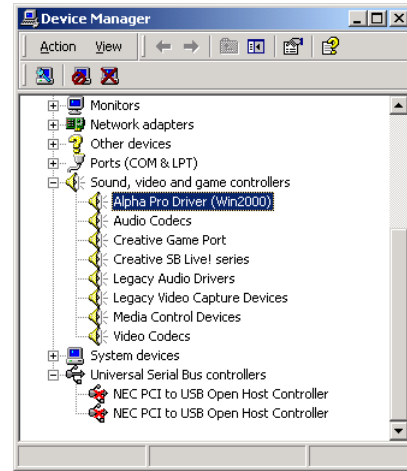 Device Manager
Action View
Monitors
Network adapters
Other devices
Ports (COM & LPT)
Sound, video and game controllers
Alpha Pro Driver (Win2000)
Audio Codecs
Creative Game Port
Creative SB Live! series
Legacy Audio Drivers
Legacy Video Capture Devices
Media Control Devices
Video Codecs
System devices
Universal Serial Bus controllers
NEC PCI to USB Open Host Controller
NEC PCI to USB Open Host Controller